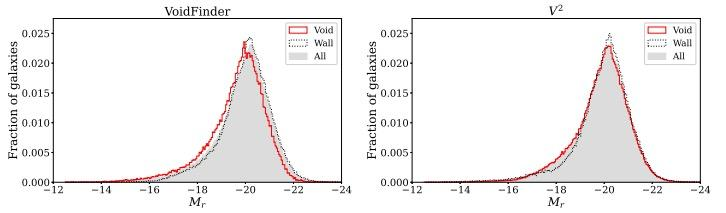 VoidFinder
Fraction of galaxies
0.025
0.020
0.015
0.010
0.005
0.000
−12
−14
−16
−18
−20
−22
−24
M_r
Void
Wall
All
V²
Fraction of galaxies
0.025
0.020
0.015
0.010
0.005
0.000
−12
−14
−16
−18
−20
−22
−24
M_r
Void
Wall
All